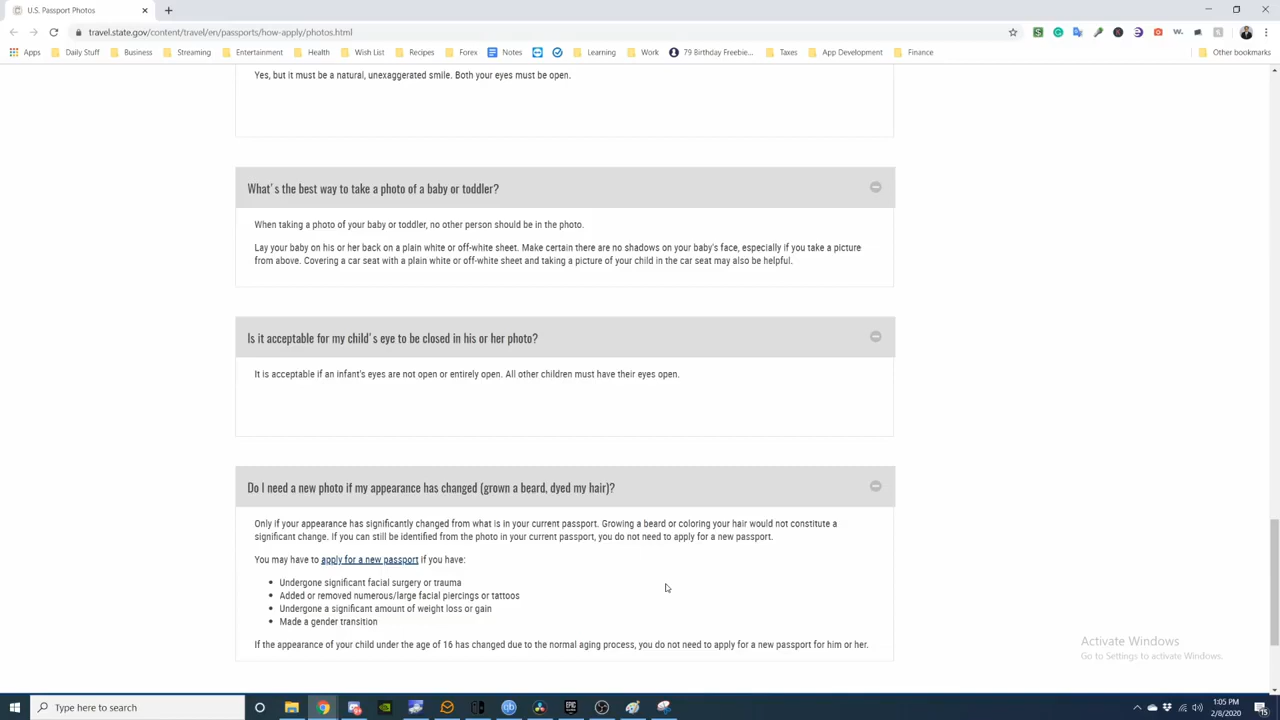 U.S. Passport Photos
travel.state.gov/content/travel/en/passports/how-apply/photos.html
Apps
Daily Stuff
Business
Streaming
Entertainment
Health
Wish List
Recipes
Forex
Notes
Learning
Work
79 Birthday Freebie...
Taxes
App Development
Finance
Other bookmarks
Yes, but it must be a natural, unexaggerated smile. Both your eyes must be open.
What's the best way to take a photo of a baby or toddler?
When taking a photo of your baby or toddler, no other person should be in the photo.
Lay your baby on his or her back on a plain white or off-white sheet. Make certain there are no shadows on your baby's face, especially if you take a picture
from above. Covering a car seat with a plain white or off-white sheet and taking a picture of your child in the car seat may also be helpful.
Is it acceptable for my child's eye to be closed in his or her photo?
It is acceptable if an infant's eyes are not open or entirely open. All other children must have their eyes open.
Do I need a new photo if my appearance has changed (grown a beard, dyed my hair)?
Only if your appearance has significantly changed from what is in your current passport. Growing a beard or coloring your hair would not constitute a
significant change. If you can still be identified from the photo in your current passport, you do not need to apply for a new passport.
You may have to apply for a new passport if you have:
Undergone significant facial surgery or trauma
Added or removed numerous/large facial piercings or tattoos
Undergone a significant amount of weight loss or gain
Made a gender transition
If the appearance of your child under the age of 16 has changed due to the normal aging process, you do not need to apply for a new passport for him or her.
Activate Windows
Go to Settings to activate Windows.
Type here to search
1:05 PM
2/8/2020
15